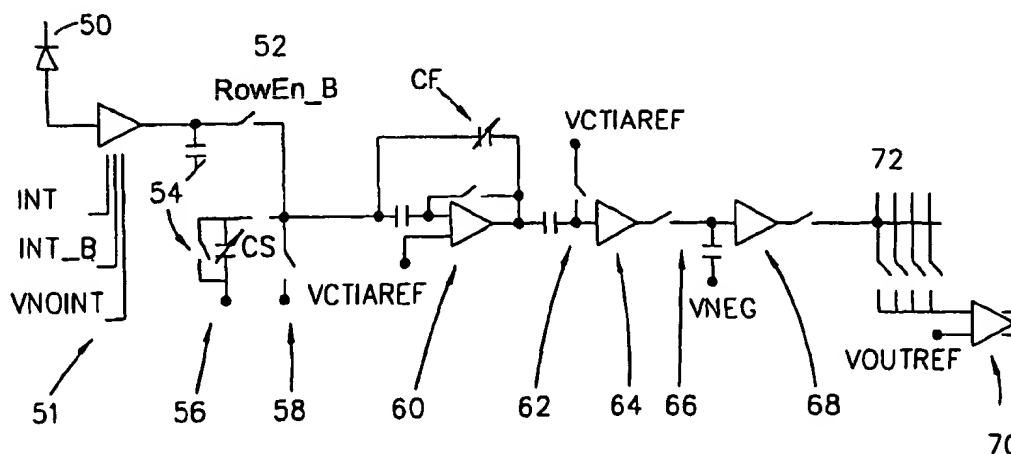 50
52
RowEn_B
CF
VCTIAREF
72
INT
54
INT_B
CS
VNOINT
VCTIAREF
VNEG
VOUTREF
51
56
58
60
62
64
66
68
70